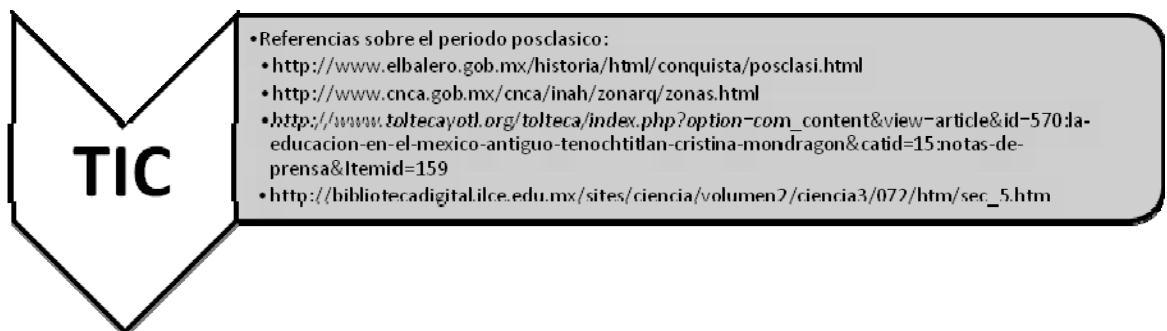 TIC
•Referencias sobre el periodo posclasico:
•http://www.elbalero.gob.mx/historia/html/conquista/posclasi.html
•http://www.cnca.gob.mx/cnca/inah/zonarq/zonas.html
•http://www.toltecayotl.org/tolteca/index.php?option=com_content&view=article&id=570:la-
educacion-en-el-mexico-antiguo-tenochtitlan-cristina-mondragon&catid=15:notas-de-
prensa&Itemid=159
•http://bibliotecadigital.ilce.edu.mx/sites/ciencia/volumen2/ciencia3/072/htm/sec_5.htm